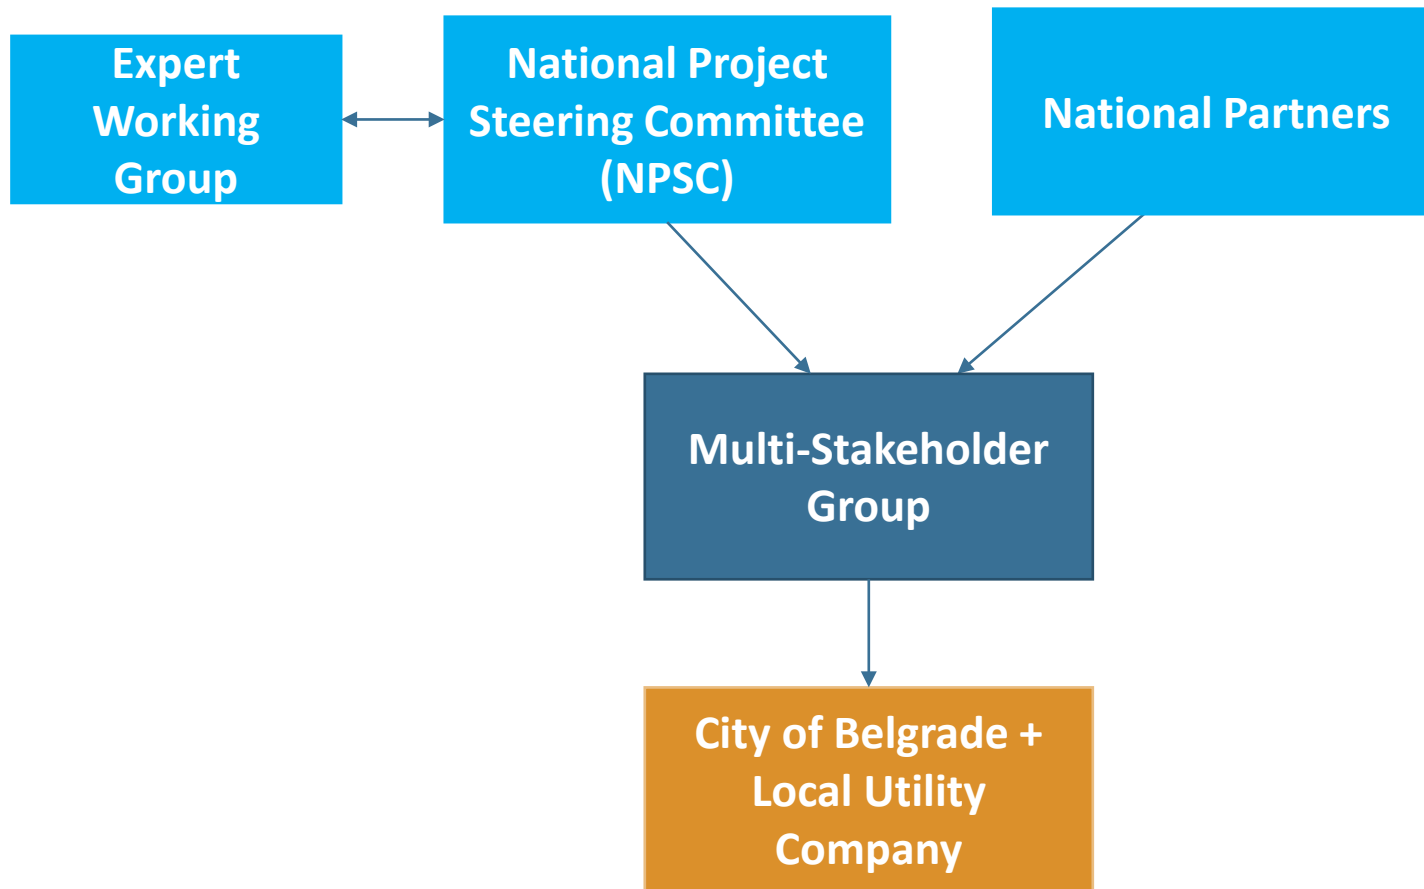 Expert
Working
Group
National Project
Steering Committee
(NPSC)
National Partners
Multi-Stakeholder
Group
City of Belgrade +
Local Utility
Company